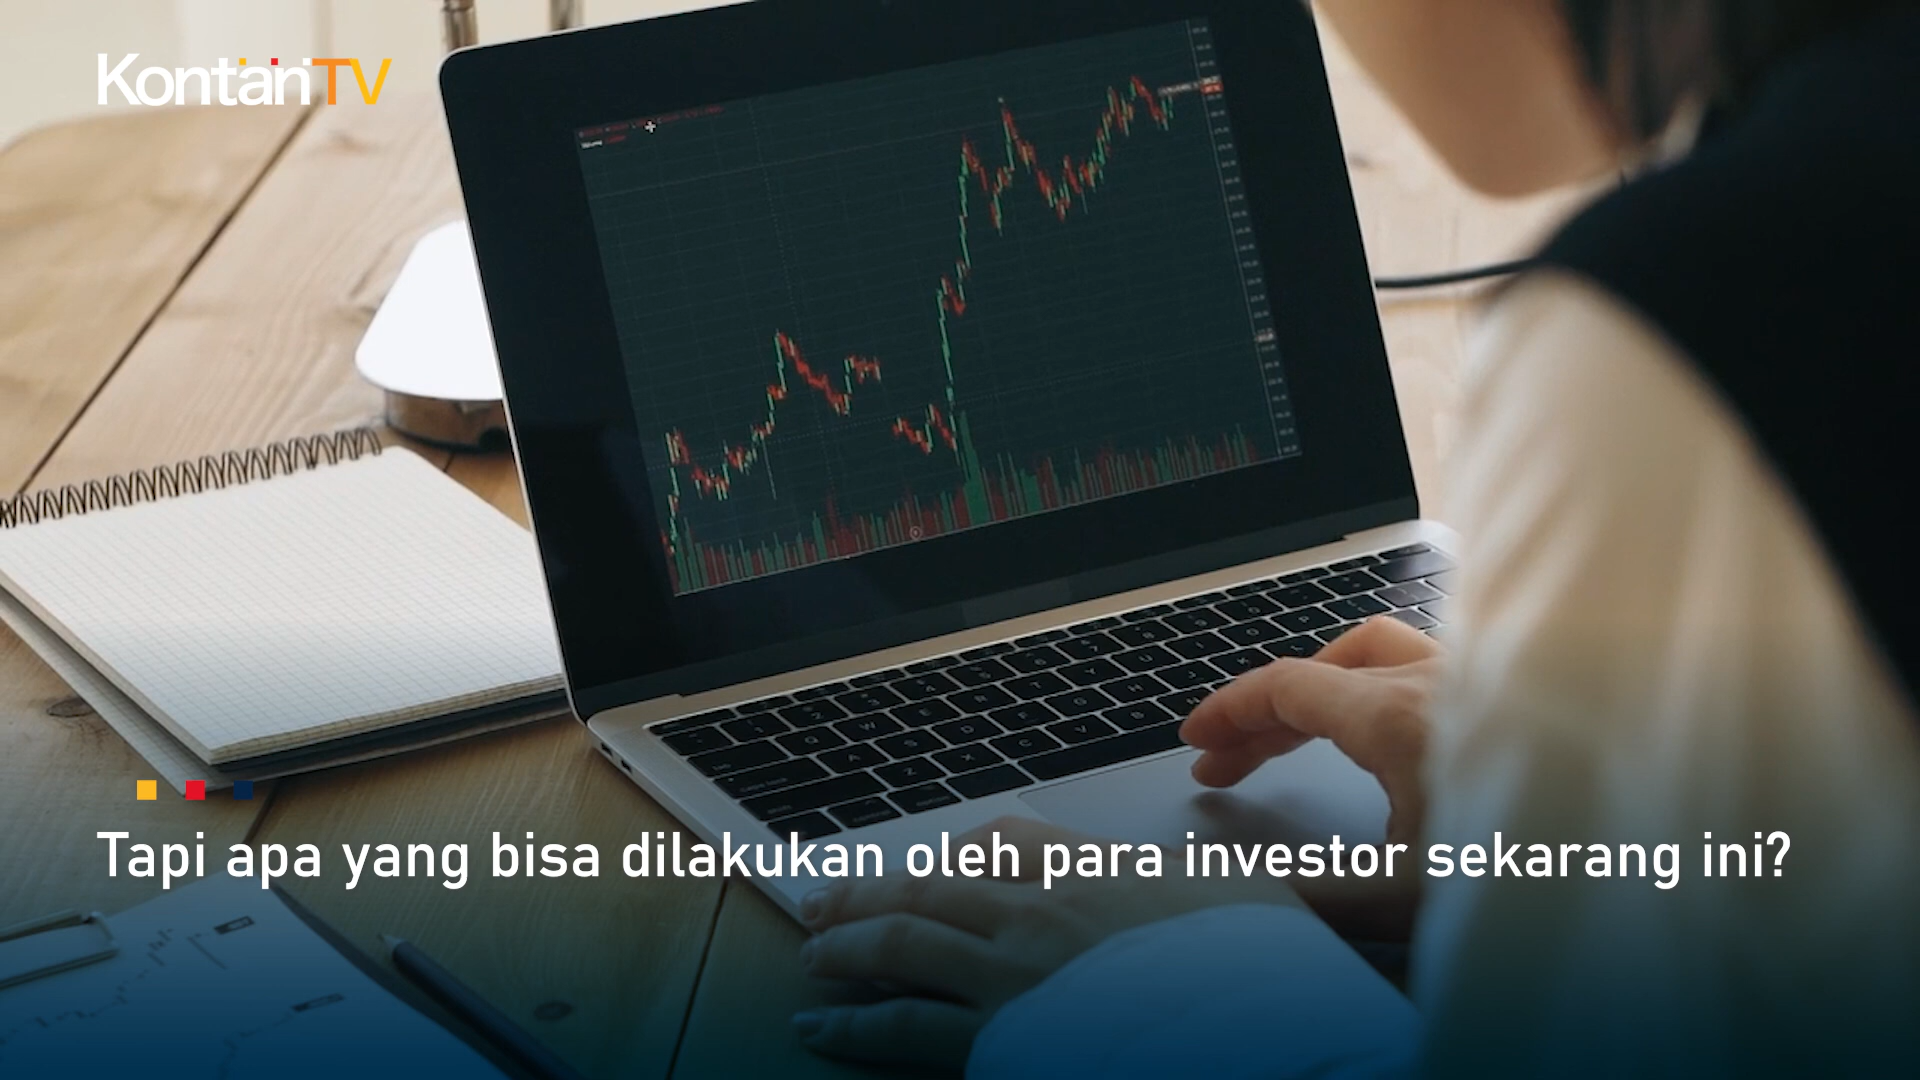 KontanTV
Tapi apa yang bisa dilakukan oleh para investor sekarang ini?